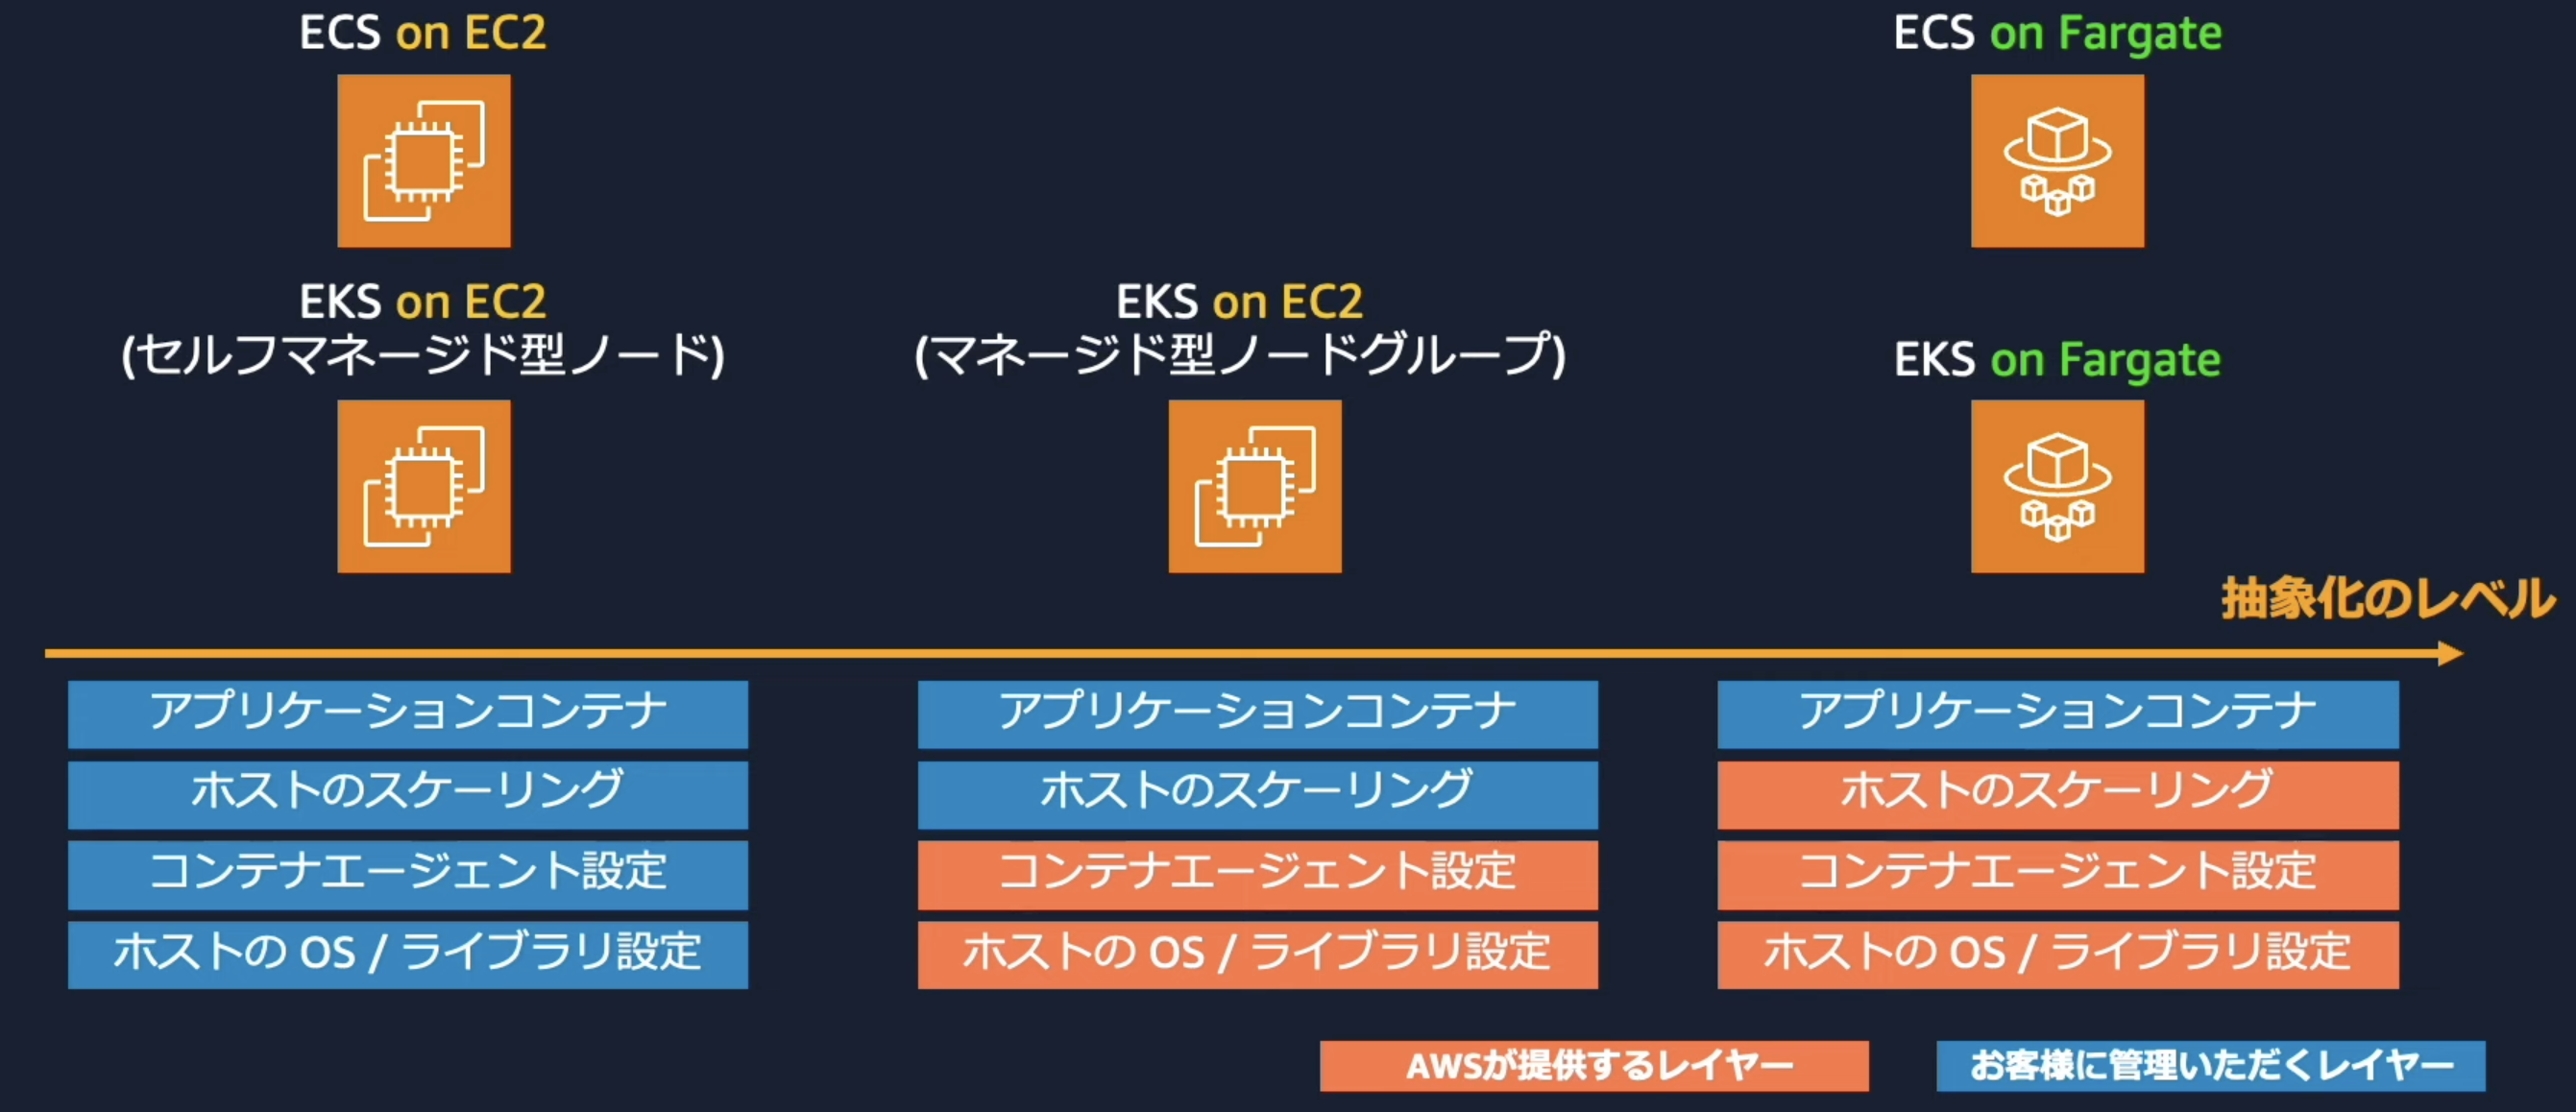 ECS on EC2
ECS on Fargate
EKS on EC2
(セルフマネージド型ノード)
EKS on EC2
(マネージド型ノードグループ)
EKS on Fargate
抽象化のレベル
アプリケーションコンテナ
ホストのスケーリング
コンテナエージェント設定
ホストの OS / ライブラリ設定
アプリケーションコンテナ
ホストのスケーリング
コンテナエージェント設定
ホストの OS / ライブラリ設定
アプリケーションコンテナ
ホストのスケーリング
コンテナエージェント設定
ホストの OS / ライブラリ設定
AWSが提供するレイヤー
お客様に管理いただくレイヤー